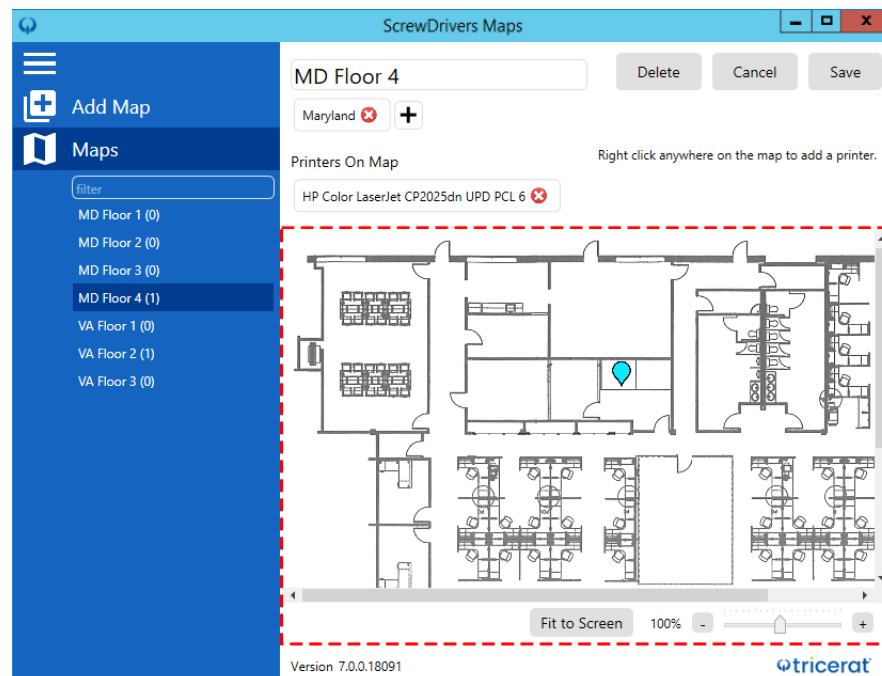 ScrewDrivers Maps
Add Map
Maps
filter
MD Floor 1 (0)
MD Floor 2 (0)
MD Floor 3 (0)
MD Floor 4 (1)
VA Floor 1 (0)
VA Floor 2 (1)
VA Floor 3 (0)
MD Floor 4
Delete
Cancel
Save
Maryland
Printers On Map
Right click anywhere on the map to add a printer.
HP Color LaserJet CP2025dn UPD PCL 6
Fit to Screen
100%
-
+
Version 7.0.0.18091
tricerat